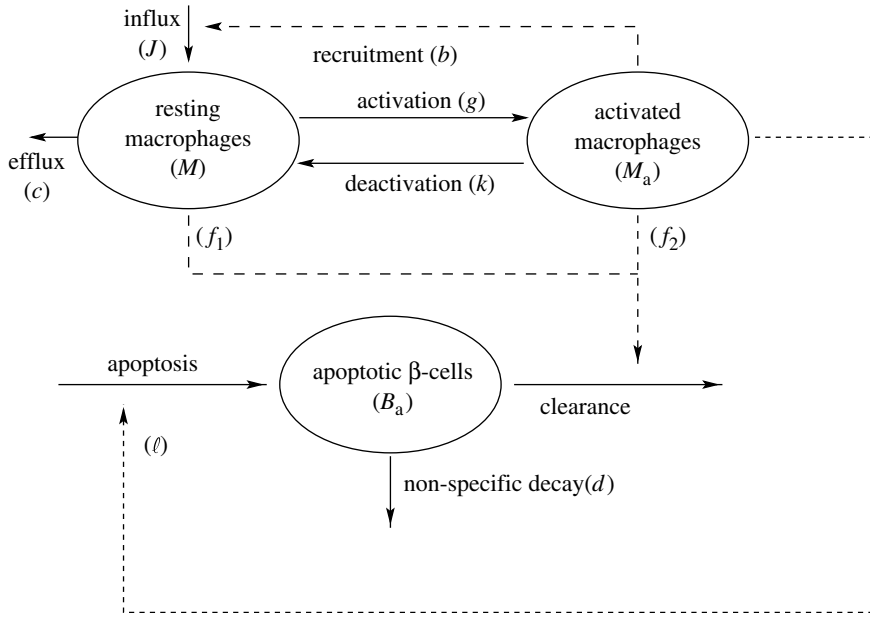 influx
(J)
recruitment (b)
resting
macrophages
(M)
activation (g)
activated
macrophages
(Ma)
efflux
(c)
deactivation (k)
(f1)
(f2)
apoptosis
apoptotic β-cells
(Ba)
clearance
(ℓ)
non-specific decay(d)